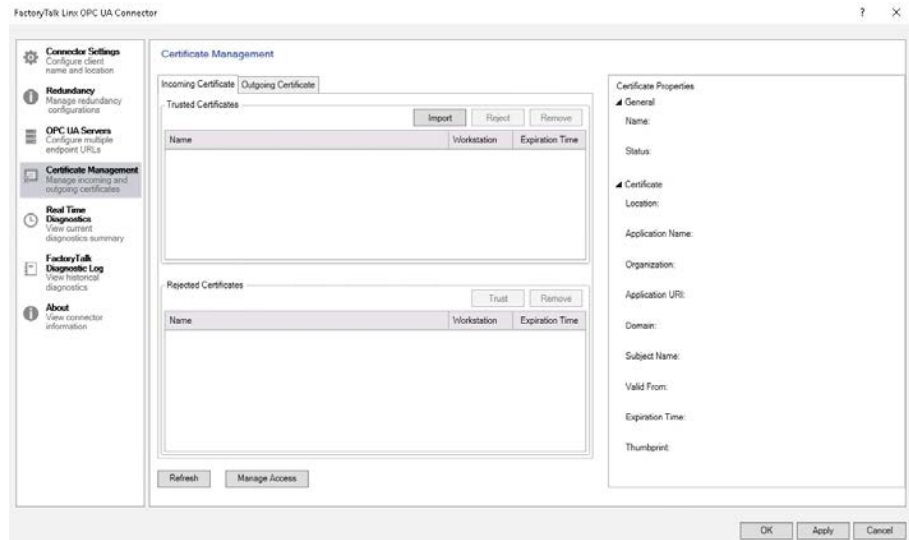 FactoryTalk Linx OPC UA Connector
? ×
Connector Settings
Configure client
name and location
Redundancy
Manage redundancy
configurations
OPC UA Servers
Configure multiple
endpoint URLs
Certificate Management
Manage incoming and
outgoing certificates
Real Time
Diagnostics
View current
diagnostics summary
FactoryTalk
Diagnostic Log
View historical
diagnostics
About
View connector
information
Certificate Management
Incoming Certificate Outgoing Certificate
Trusted Certificates
Import Reject Remove
Name Workstation Expiration Time
Rejected Certificates
Trust Remove
Name Workstation Expiration Time
Refresh Manage Access
Certificate Properties
General
Name:
Status:
Certificate
Location:
Application Name:
Organization:
Application URI:
Domain:
Subject Name:
Valid From:
Expiration Time:
Thumbprint:
OK Apply Cancel